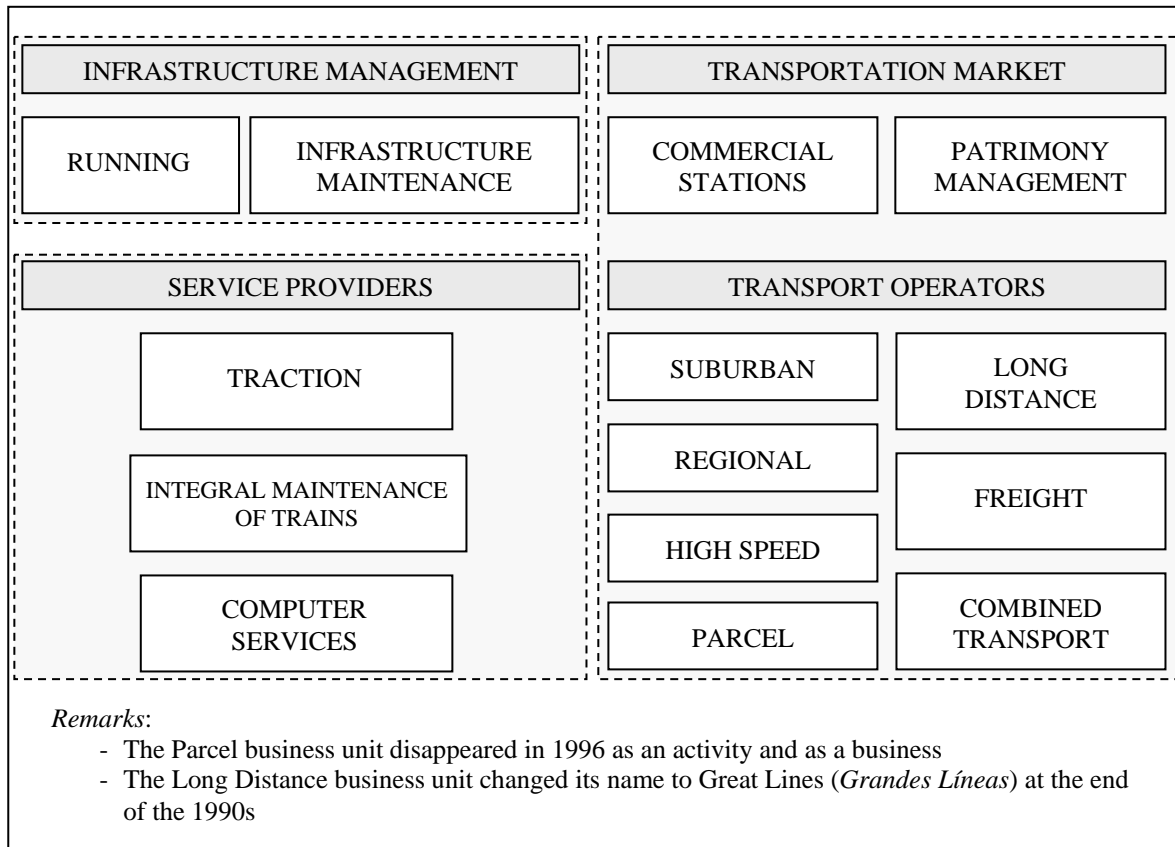 INFRASTRUCTURE MANAGEMENT
RUNNING
INFRASTRUCTURE
MAINTENANCE
TRANSPORTATION MARKET
COMMERCIAL
STATIONS
PATRIMONY
MANAGEMENT
SERVICE PROVIDERS
TRACTION
INTEGRAL MAINTENANCE
OF TRAINS
COMPUTER
SERVICES
TRANSPORT OPERATORS
SUBURBAN
REGIONAL
HIGH SPEED
PARCEL
LONG
DISTANCE
FREIGHT
COMBINED
TRANSPORT
Remarks:
- The Parcel business unit disappeared in 1996 as an activity and as a business
- The Long Distance business unit changed its name to Great Lines (Grandes Líneas) at the end
of the 1990s